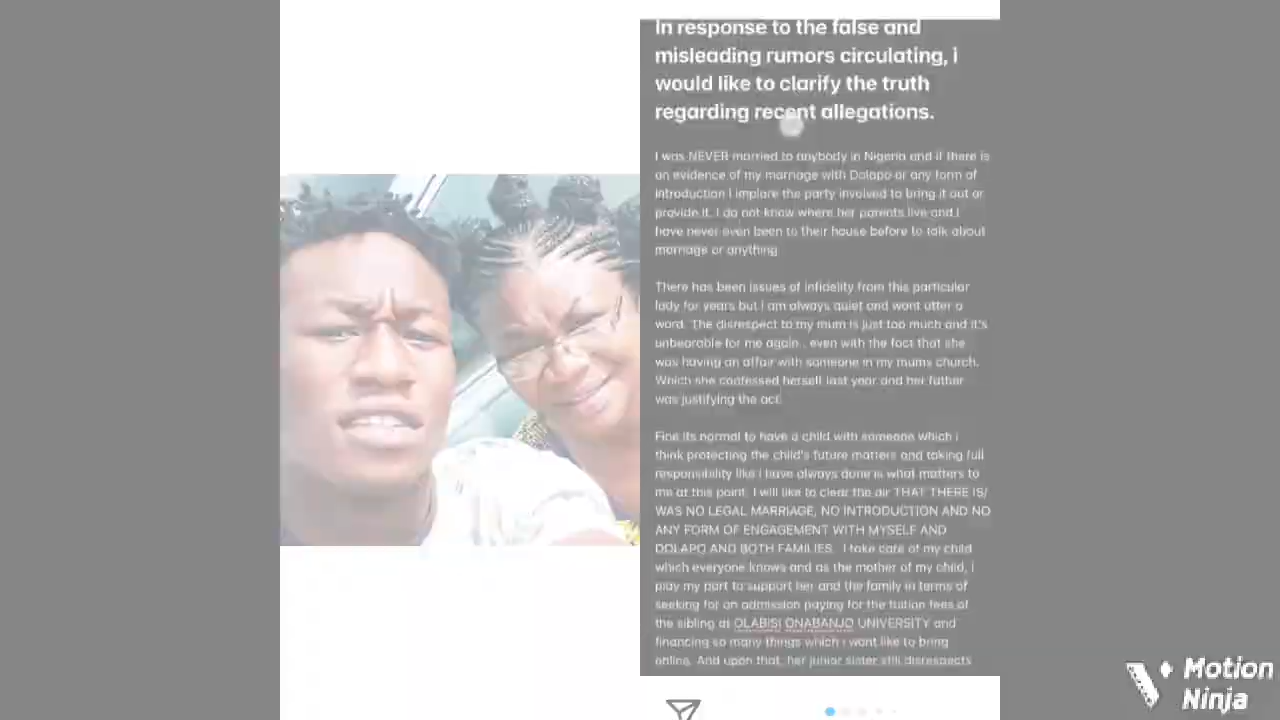 In response to the false and
misleading rumors circulating, i
would like to clarify the truth
regarding recent allegations.
I was NEVER married to anybody in Nigeria and if there is
an evidence of my marriage with Dolapo or any form of
introduction I implore the party involved to bring it out or
provide it. I do not know where her parents live and i
have never even been to their house before to talk about
marriage or anything
There has been issues of infidelity from this particular
lady for years but i am always quiet and wont utter a
word. The disrespect to my mum is just too much and it's
unbearable for me again.. even with the fact that she
was having an affair with someone in my mums church.
Which she confessed herself last year and her father
was justifying the act.
Fine its normal to have a child with someone which i
think protecting the child's future matters and taking full
responsibility like i have always done is what matters to
me at this point. I will like to clear the air THAT THERE IS/
WAS NO LEGAL MARRIAGE, NO INTRODUCTION AND NO
ANY FORM OF ENGAGEMENT WITH MYSELF AND
DOLAPO AND BOTH FAMILIES. I take care of my child
which everyone knows and as the mother of my child, i
play my part to support her and the family in terms of
seeking for an admission paying for the tuition fees of
the sibling at OLABISI ONABANJO UNIVERSITY and
financing so many things which i wont like to bring
online. And upon that, her junior sister still disrespects
Motion
Ninja